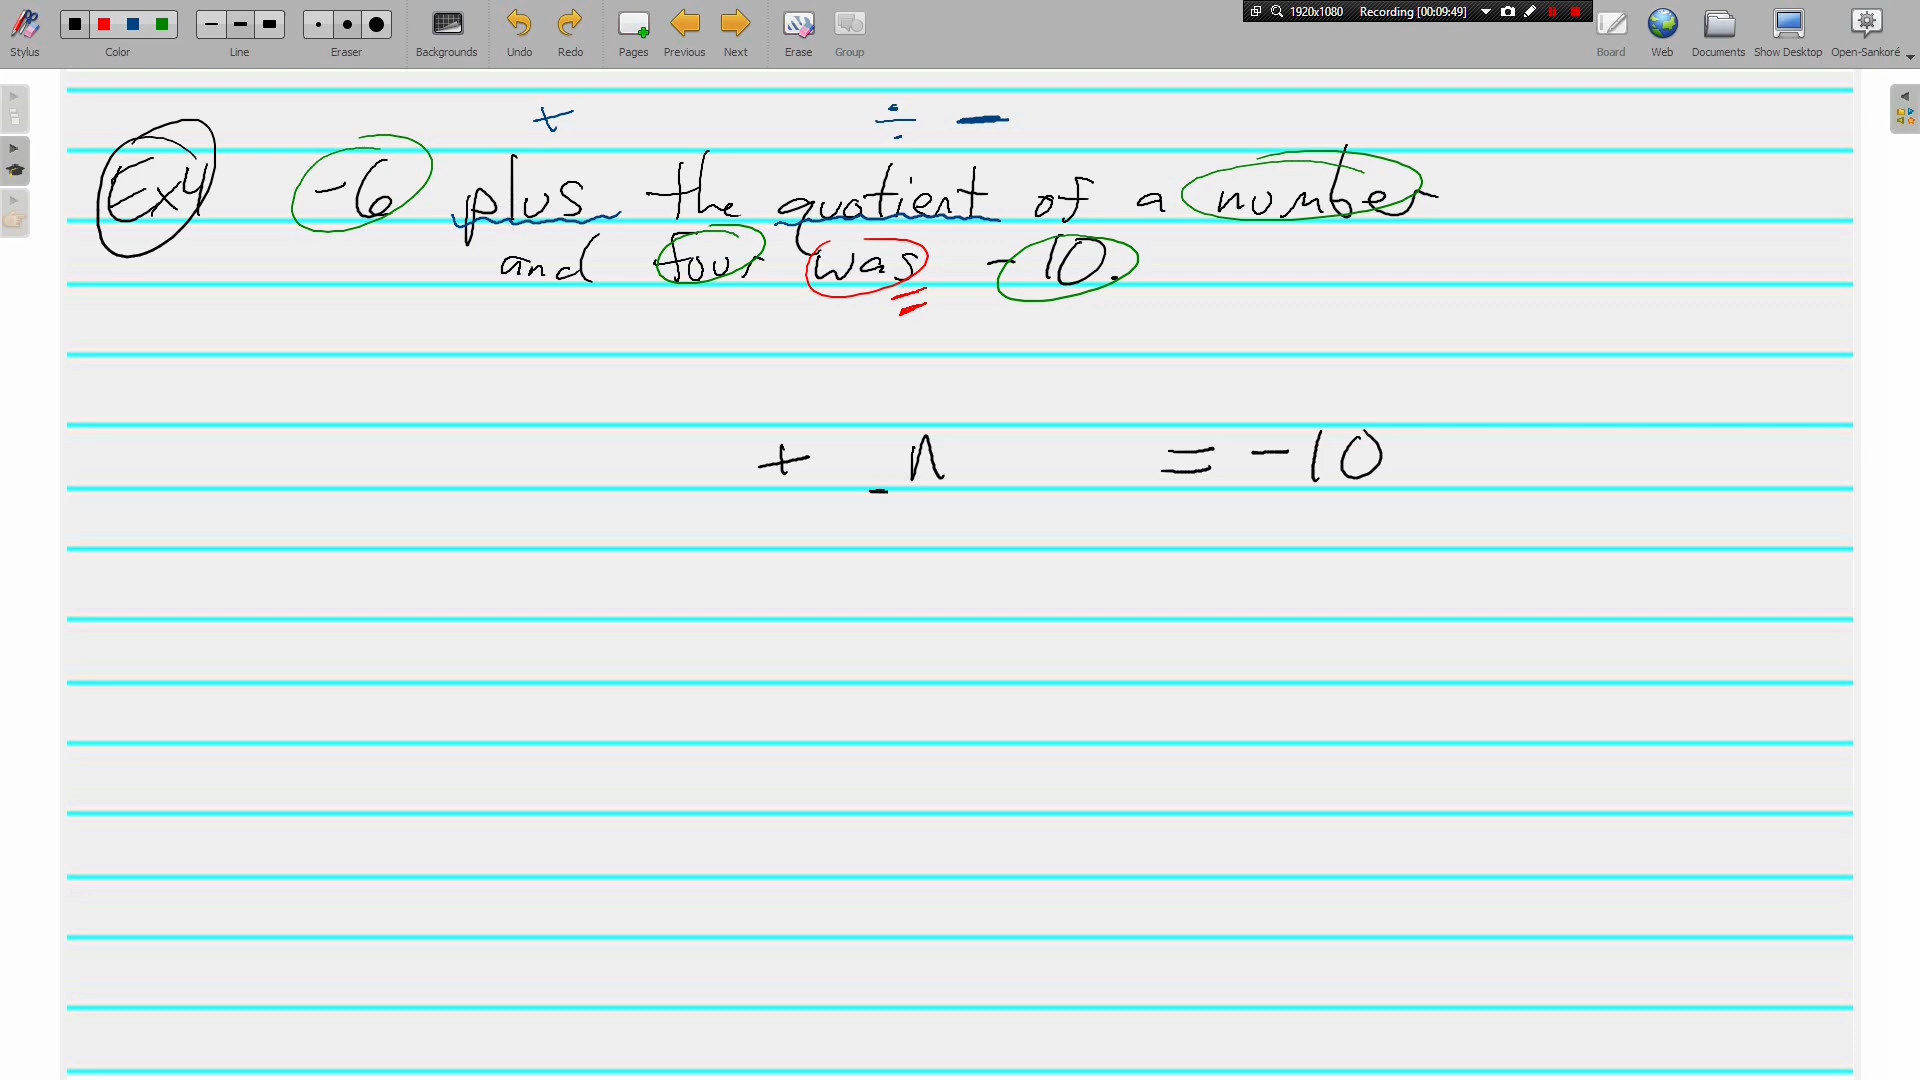 1920x1080 Recording [00:09:49]
Stylus Color Line Eraser Backgrounds Undo Redo Pages Previous Next Erase Group Board Web Documents Show Desktop Open-Sankoré
+ ÷ –
Ex4 -6 plus the quotient of a number
and four was -10.
=
+ n = -10